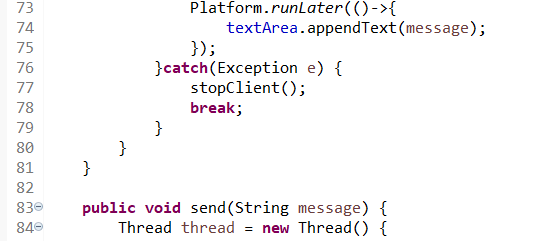 73 Platform.runLater(()->{
74 textArea.appendText(message);
75 });
76 }catch(Exception e) {
77 stopClient();
78 break;
79 }
80 }
81 }
82
83 public void send(String message) {
84 Thread thread = new Thread() {